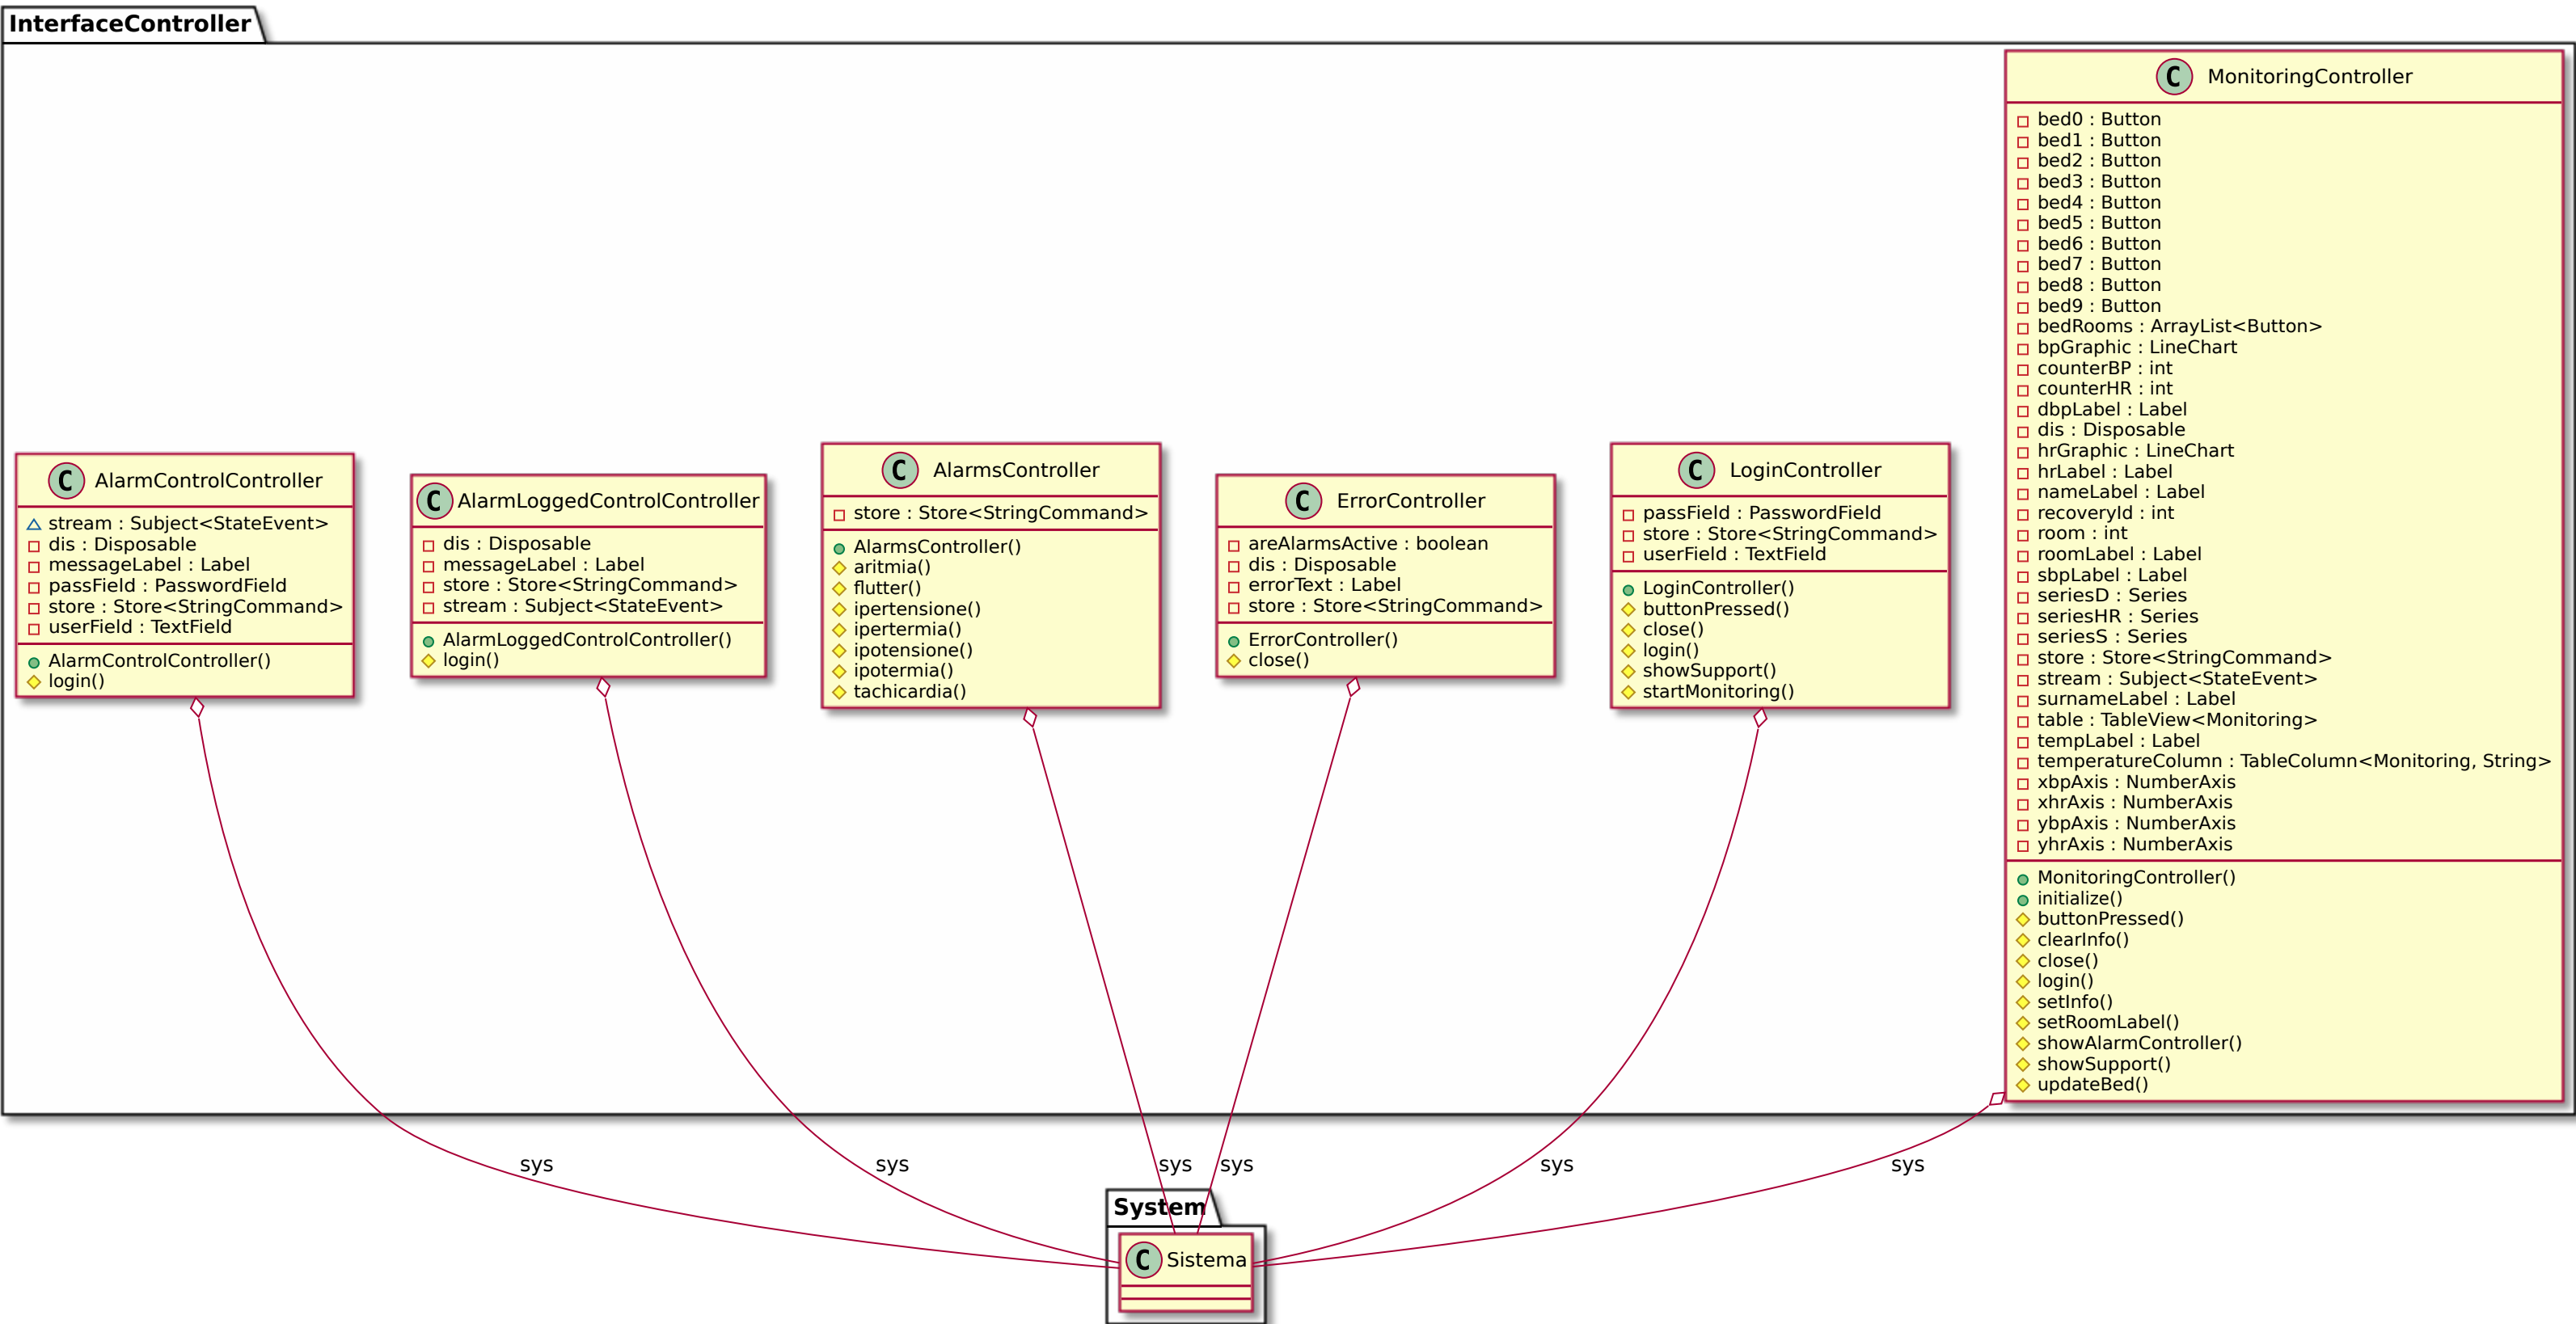 InterfaceController
C AlarmControlController
stream : Subject<StateEvent>
dis : Disposable
messageLabel : Label
passField : PasswordField
store : Store<StringCommand>
userField : TextField
AlarmControlController()
login()
C AlarmLoggedControlController
dis : Disposable
messageLabel : Label
store : Store<StringCommand>
stream : Subject<StateEvent>
AlarmLoggedControlController()
login()
C AlarmsController
store : Store<StringCommand>
AlarmsController()
aritmia()
flutter()
ipertensione()
ipertermia()
ipotensione()
ipotermia()
tachicardia()
C ErrorController
areAlarmsActive : boolean
dis : Disposable
errorText : Label
store : Store<StringCommand>
ErrorController()
close()
C LoginController
passField : PasswordField
store : Store<StringCommand>
userField : TextField
LoginController()
buttonPressed()
close()
login()
showSupport()
startMonitoring()
C MonitoringController
bed0 : Button
bed1 : Button
bed2 : Button
bed3 : Button
bed4 : Button
bed5 : Button
bed6 : Button
bed7 : Button
bed8 : Button
bed9 : Button
bedRooms : ArrayList<Button>
bpGraphic : LineChart
counterBP : int
counterHR : int
dbpLabel : Label
dis : Disposable
hrGraphic : LineChart
hrLabel : Label
nameLabel : Label
recoveryId : int
room : int
roomLabel : Label
sbpLabel : Label
seriesD : Series
seriesHR : Series
seriesS : Series
store : Store<StringCommand>
stream : Subject<StateEvent>
surnameLabel : Label
table : TableView<Monitoring>
tempLabel : Label
temperatureColumn : TableColumn<Monitoring, String>
xbpAxis : NumberAxis
xhrAxis : NumberAxis
ybpAxis : NumberAxis
yhrAxis : NumberAxis
MonitoringController()
initialize()
buttonPressed()
clearInfo()
close()
login()
setInfo()
setRoomLabel()
showAlarmController()
showSupport()
updateBed()
sys
sys
sys
sys
sys
sys
System
C Sistema